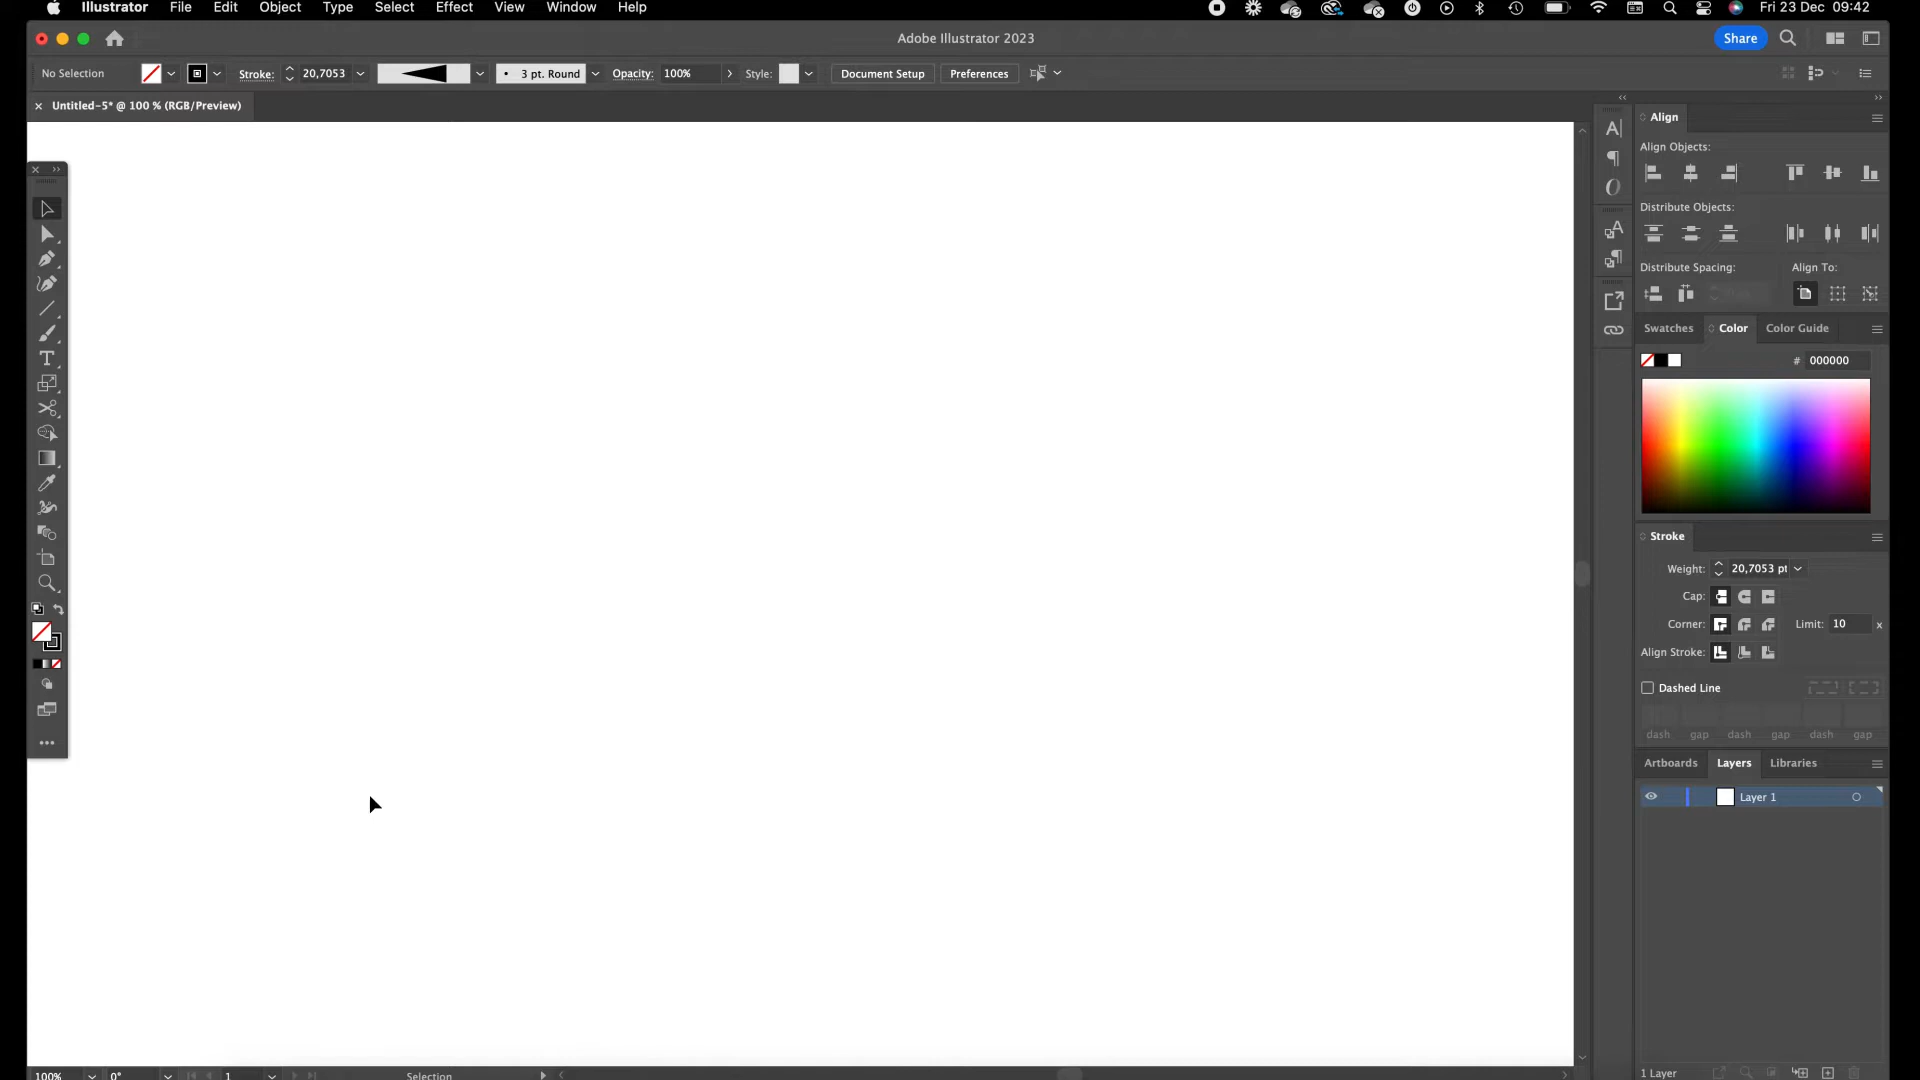 Illustrator File Edit Object Type Select Effect View Window Help Fri 23 Dec 09:42
Adobe Illustrator 2023 Share
No Selection Stroke: 20,7053 3 pt. Round Opacity: 100% Style: Document Setup Preferences
Untitled-5* @ 100 % (RGB/Preview)
Align
Align Objects:
Distribute Objects:
Distribute Spacing: Align To:
Swatches Color Color Guide
# 000000
Stroke
Weight: 20,7053 pt
Cap:
Corner: Limit: 10 x
Align Stroke:
Dashed Line
dash gap dash gap dash gap
Artboards Layers Libraries
Layer 1
1 Layer
100% 0° 1 Selection